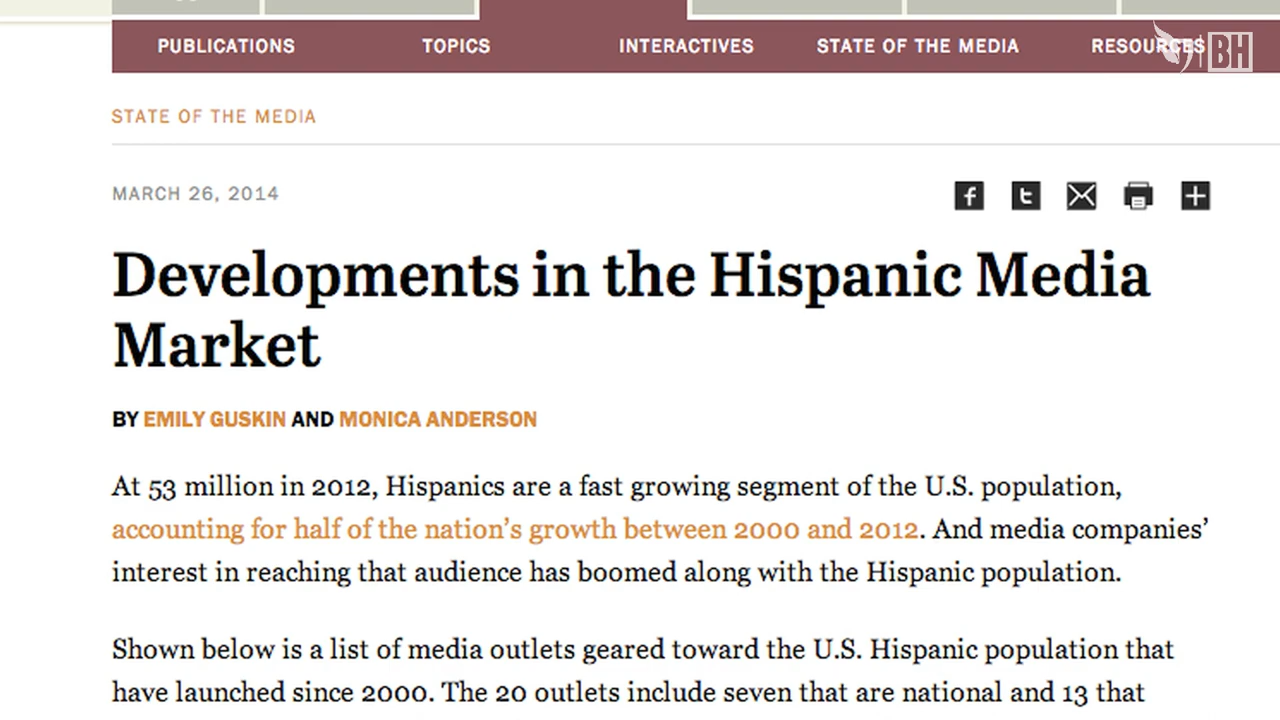 PUBLICATIONS TOPICS INTERACTIVES STATE OF THE MEDIA RESOURCES
BH
STATE OF THE MEDIA
MARCH 26, 2014
Developments in the Hispanic Media
Market
BY EMILY GUSKIN AND MONICA ANDERSON
At 53 million in 2012, Hispanics are a fast growing segment of the U.S. population,
accounting for half of the nation’s growth between 2000 and 2012. And media companies’
interest in reaching that audience has boomed along with the Hispanic population.
Shown below is a list of media outlets geared toward the U.S. Hispanic population that
have launched since 2000. The 20 outlets include seven that are national and 13 that